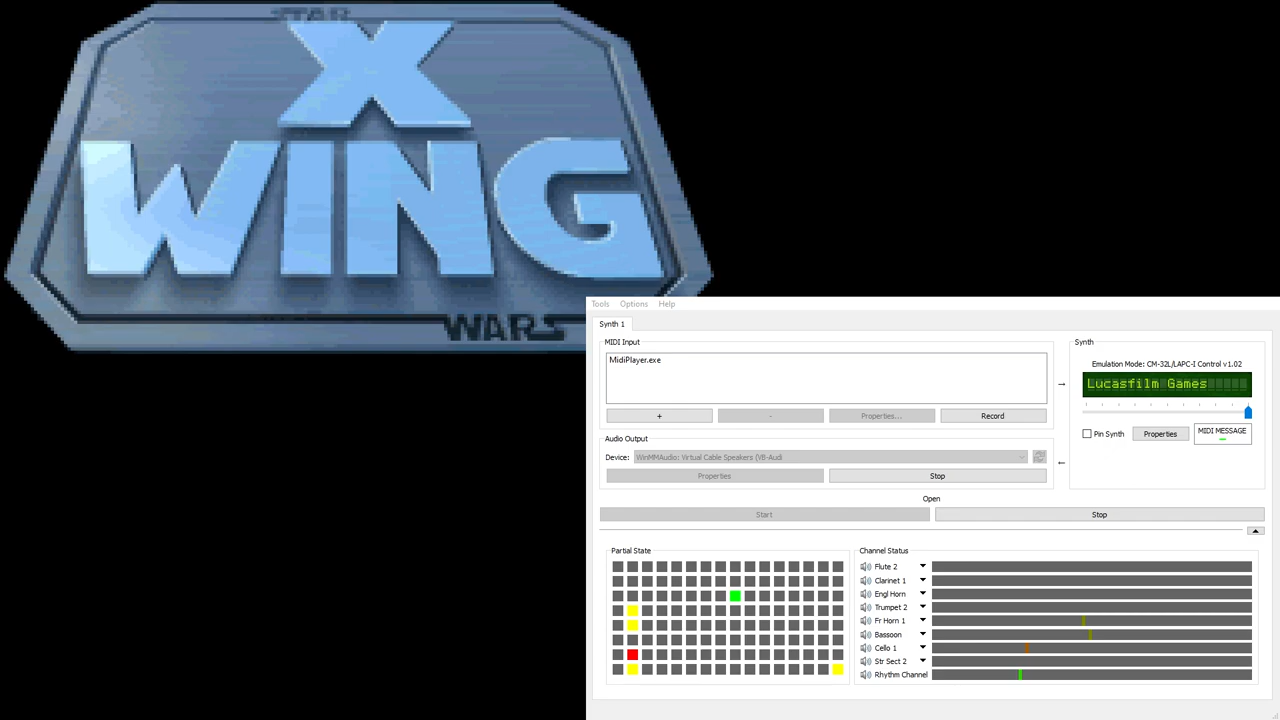 STAR
X
WING
WARS
Tools Options Help
Synth 1
MIDI Input
MidiPlayer.exe
+ - Properties... Record
Audio Output
Device: WinMMAudio: Virtual Cable Speakers (VB-Audi
Properties Stop
Synth
Emulation Mode: CM-32L/LAPC-I Control v1.02
Lucasfilm Games
Pin Synth Properties MIDI MESSAGE
Open
Start Stop
Partial State
Channel Status
Flute 2
Clarinet 1
Engl Horn
Trumpet 2
Fr Horn 1
Bassoon
Cello 1
Str Sect 2
Rhythm Channel